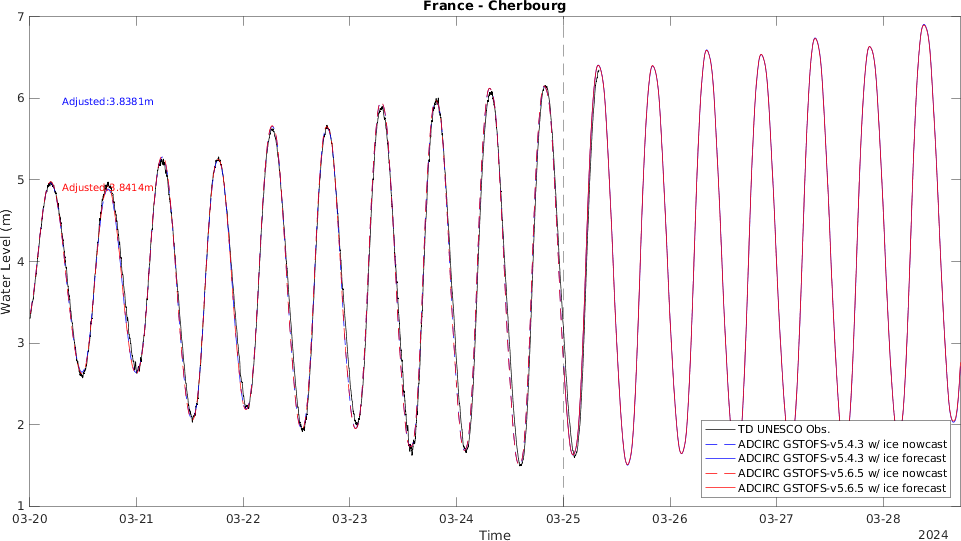 France - Cherbourg
7
6
5
4
3
2
1
Water Level (m)
Adjusted:3.8381m
Adjusted:3.8414m
TD UNESCO Obs.
ADCIRC GSTOFS-v5.4.3 w/ ice nowcast
ADCIRC GSTOFS-v5.4.3 w/ ice forecast
ADCIRC GSTOFS-v5.6.5 w/ ice nowcast
ADCIRC GSTOFS-v5.6.5 w/ ice forecast
03-20 03-21 03-22 03-23 03-24 03-25 03-26 03-27 03-28
Time
2024